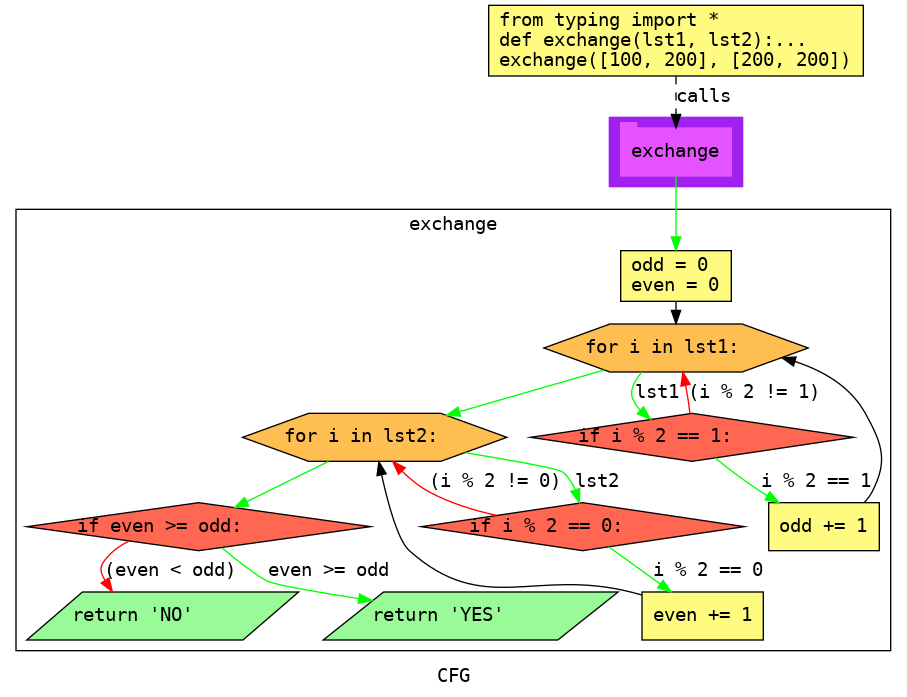 from typing import *
def exchange(lst1, lst2):...
exchange([100, 200], [200, 200])
calls
exchange
exchange
odd = 0
even = 0
for i in lst1:
lst1
(i % 2 != 1)
for i in lst2:
if i % 2 == 1:
(i % 2 != 0)
lst2
i % 2 == 1
if even >= odd:
if i % 2 == 0:
odd += 1
(even < odd)
even >= odd
i % 2 == 0
return 'NO'
return 'YES'
even += 1
CFG